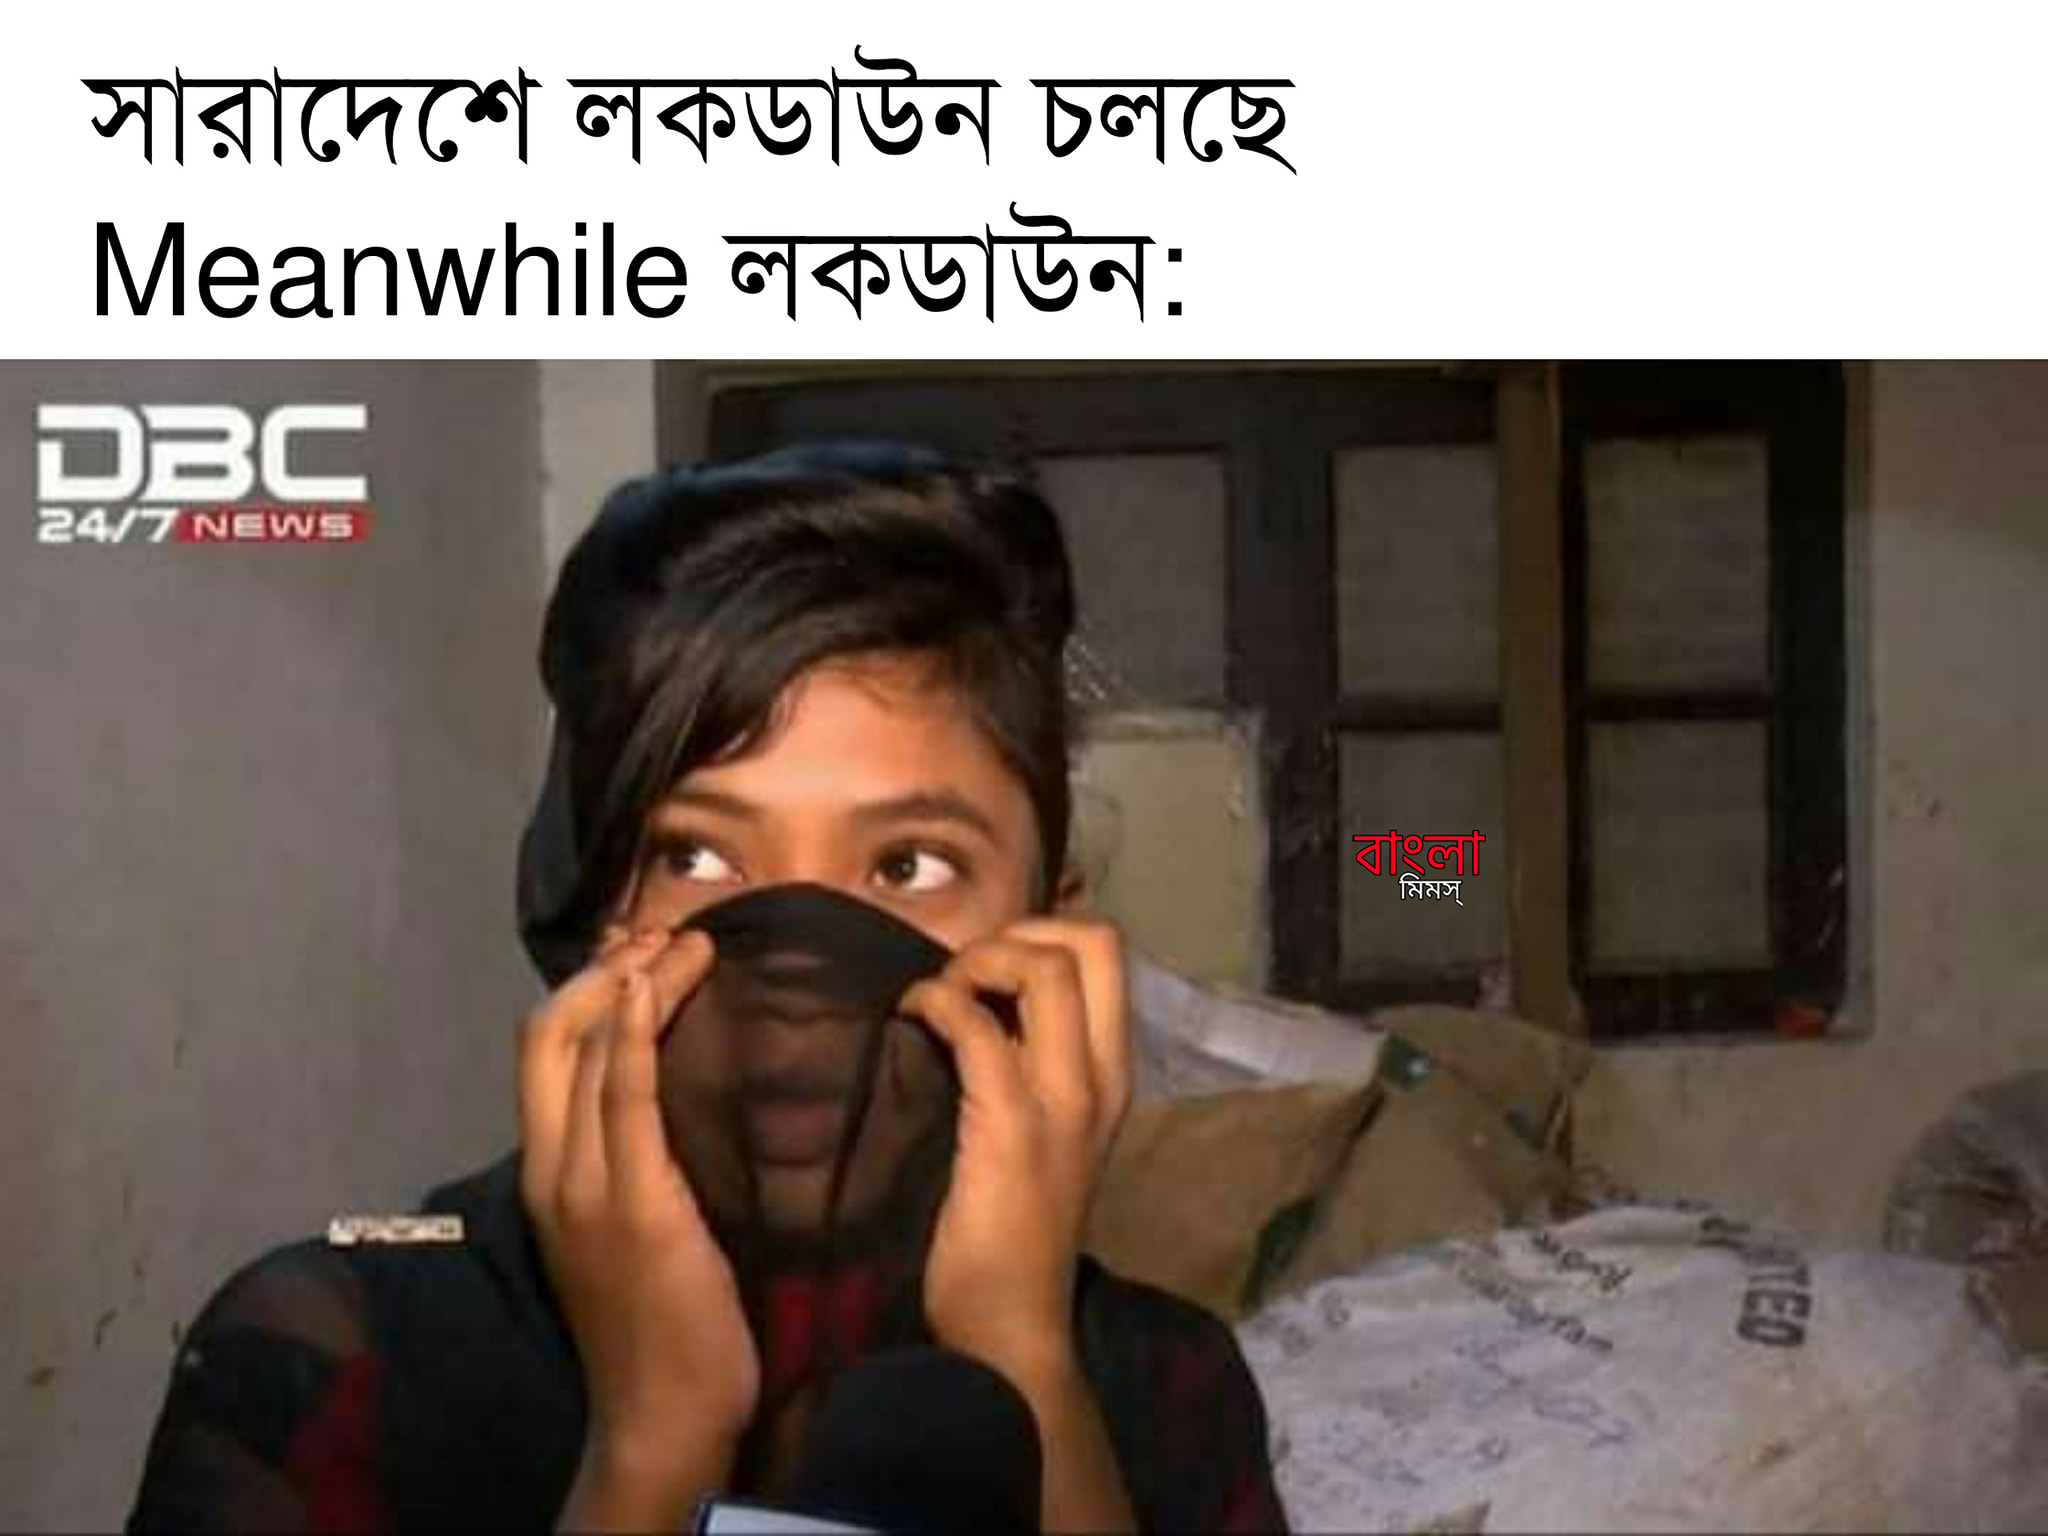 সারাদেশে লকডাউন চলছে
Meanwhile লকডাউন:
DBC
24/7 NEWS
বাংলা
মিমস্